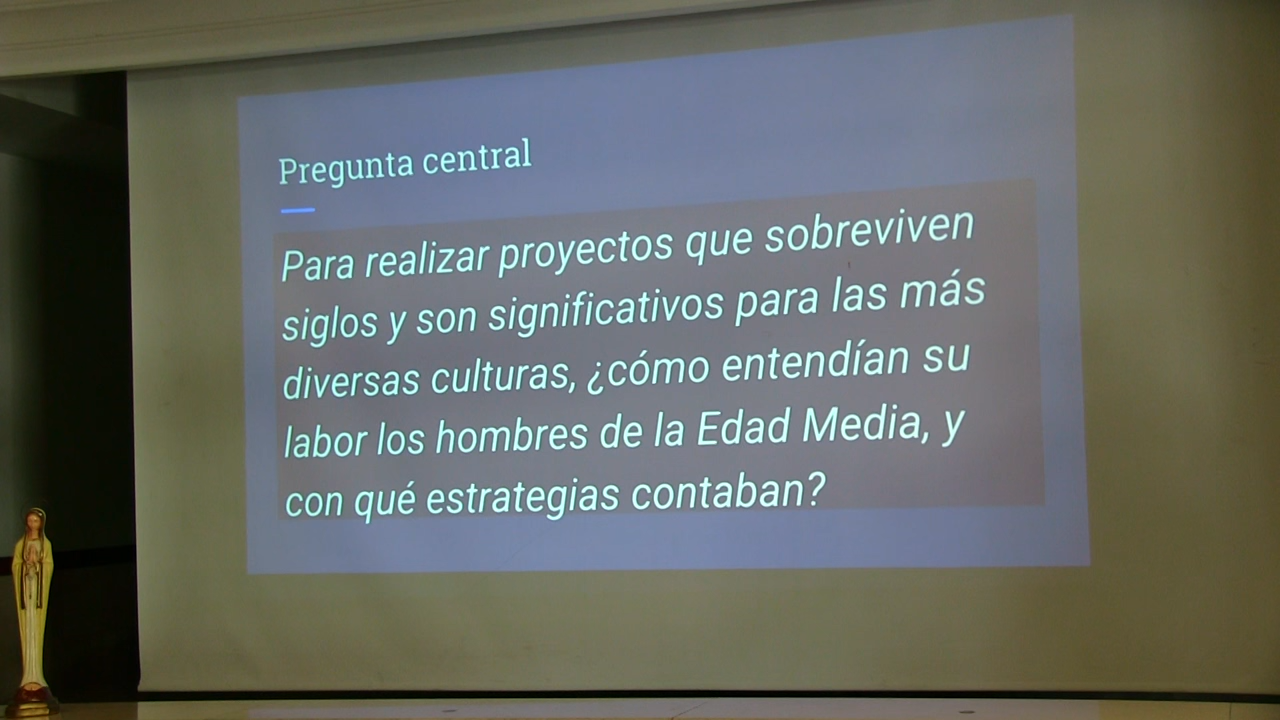 Pregunta central
Para realizar proyectos que sobreviven
siglos y son significativos para las más
diversas culturas, ¿cómo entendían su
labor los hombres de la Edad Media, y
con qué estrategias contaban?